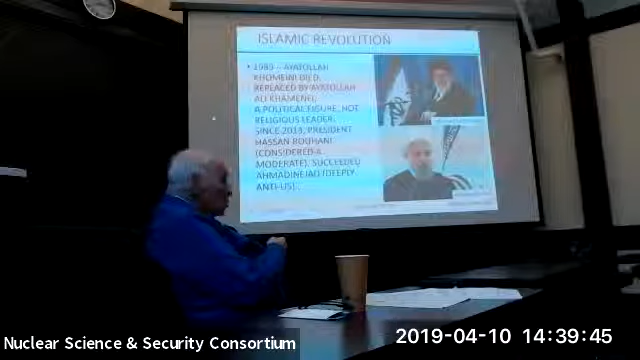 ISLAMIC REVOLUTION
• 1989 – AYATOLLAH
KHOMEINI DIED,
REPLACED BY AYATOLLAH
ALI KHAMENEI,
A POLITICAL FIGURE, NOT
RELIGIOUS LEADER.
SINCE 2013, PRESIDENT
HASSAN ROUHANI
(CONSIDERED A
MODERATE), SUCCEEDED
AHMADINEJAD (DEEPLY
ANTI-US).
Nuclear Science & Security Consortium
2019-04-10 14:39:45